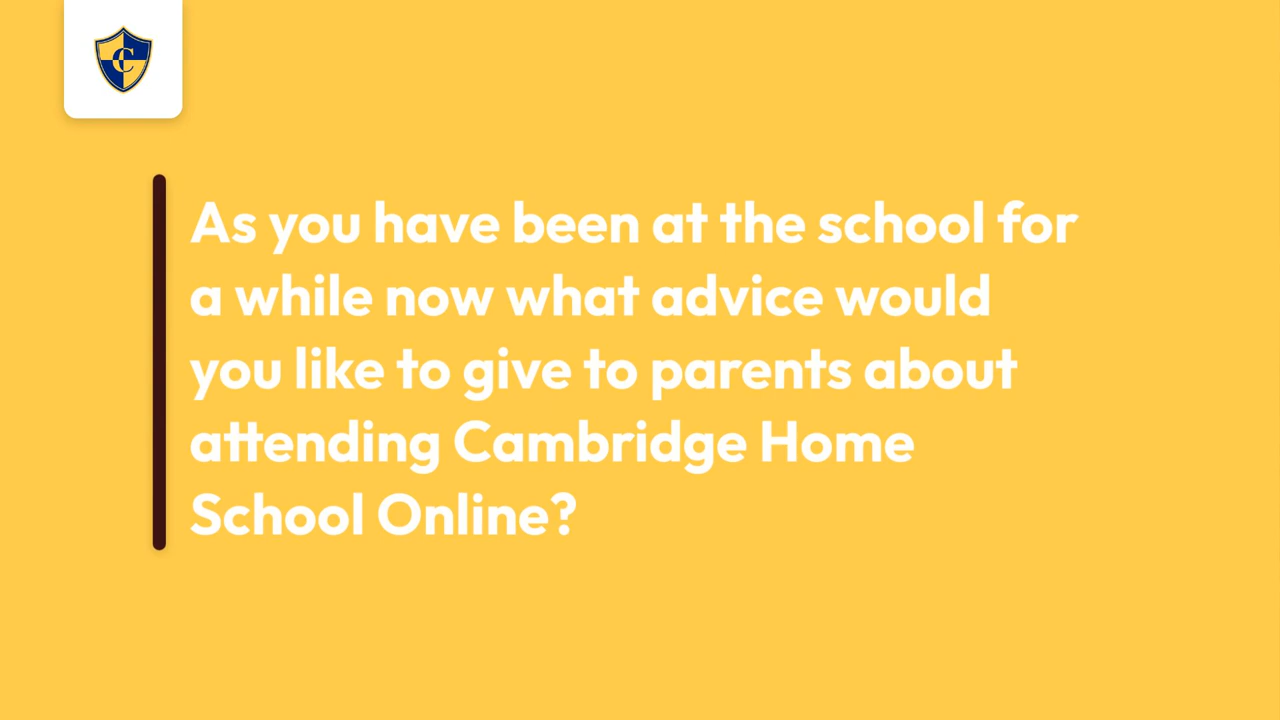 C
As you have been at the school for
a while now what advice would
you like to give to parents about
attending Cambridge Home
School Online?